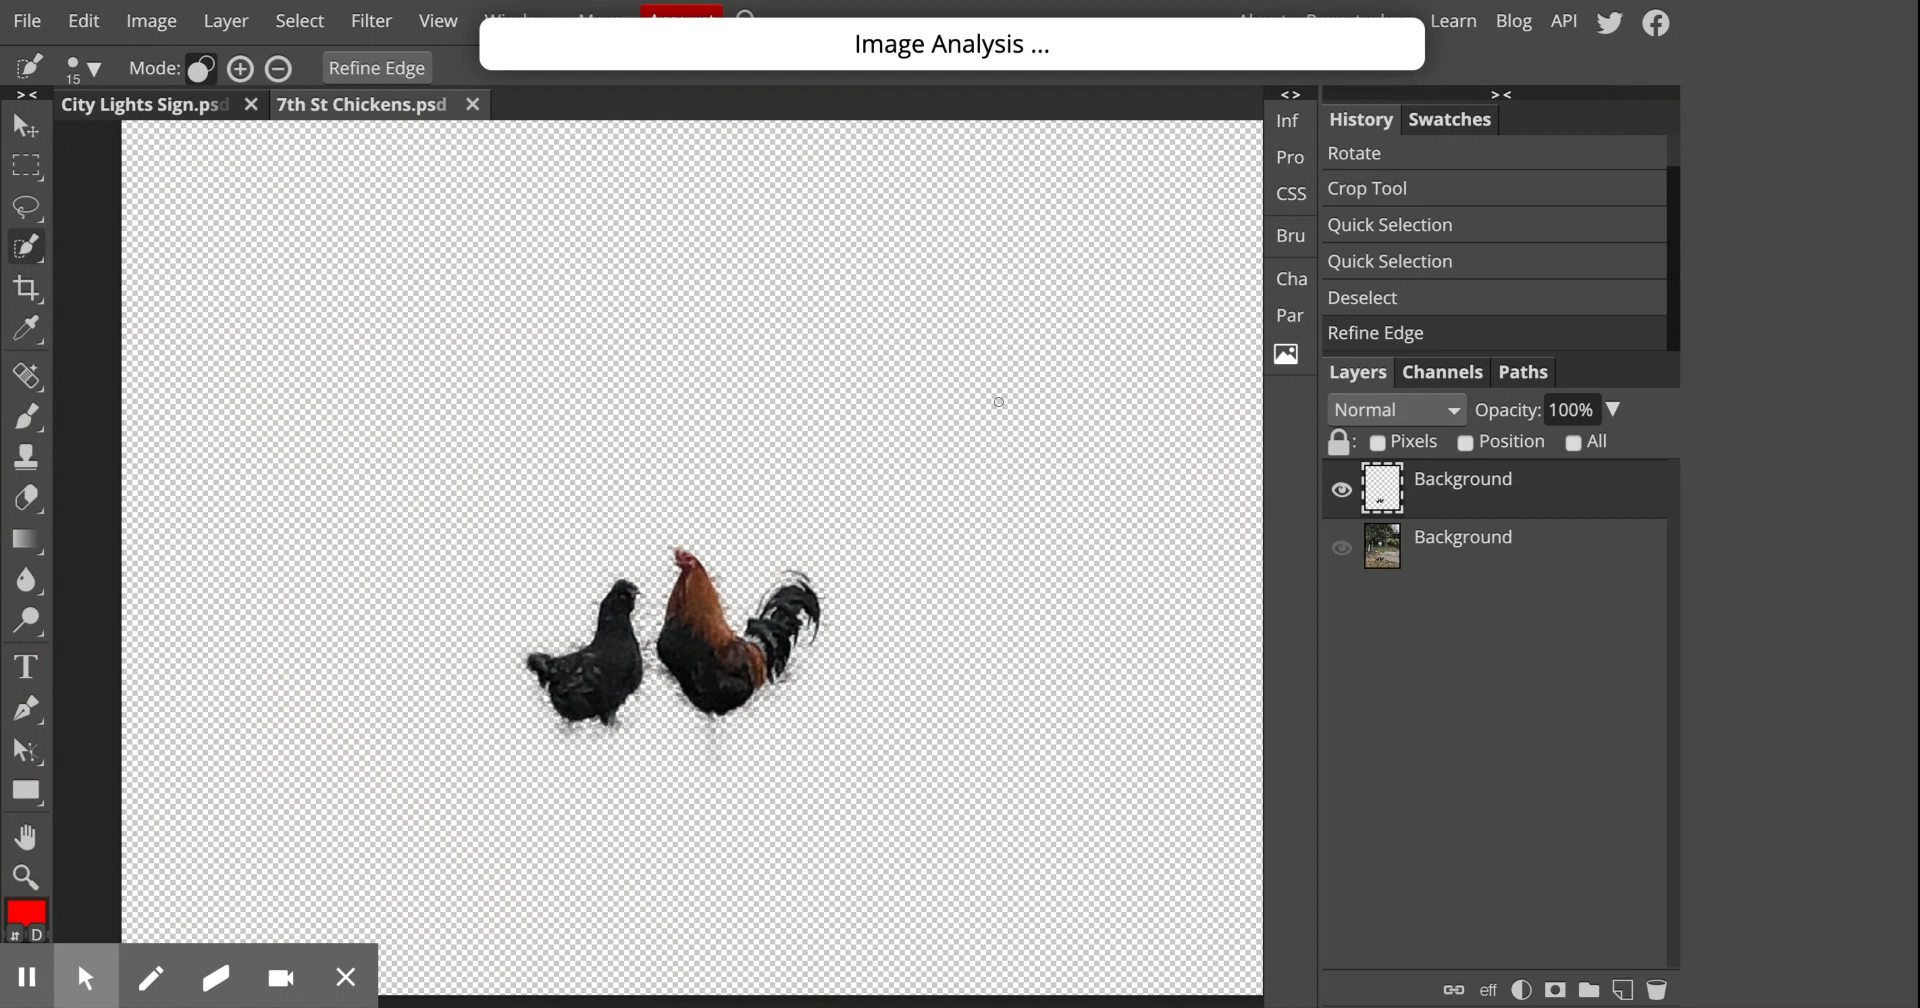 File Edit Image Layer Select Filter View
Account
Learn Blog API
Image Analysis ...
15 Mode: Refine Edge
City Lights Sign.psd 7th St Chickens.psd
Inf
Pro
CSS
Bru
Cha
Par
History Swatches
Rotate
Crop Tool
Quick Selection
Quick Selection
Deselect
Refine Edge
Layers Channels Paths
Normal Opacity: 100%
: Pixels Position All
Background
Background
T
D
eff